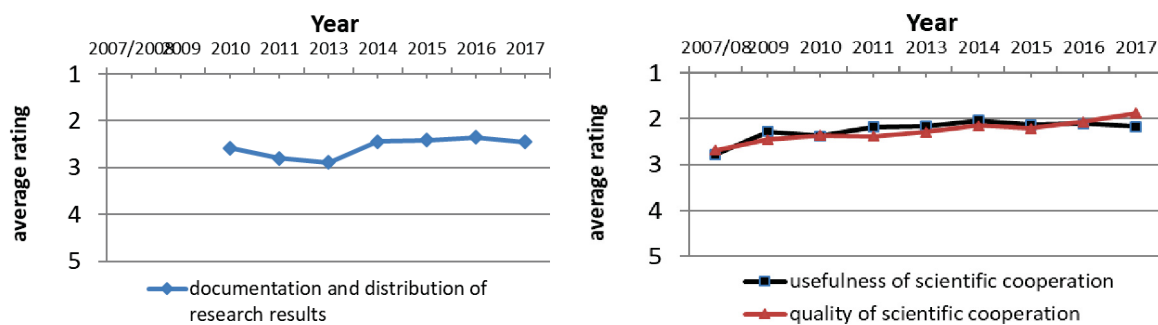 Year
2007/2008 2009 2010 2011 2013 2014 2015 2016 2017
1
2
3
4
5
average rating
documentation and distribution of
research results
Year
2007/08 2009 2010 2011 2013 2014 2015 2016 2017
1
2
3
4
5
average rating
usefulness of scientific cooperation
quality of scientific cooperation